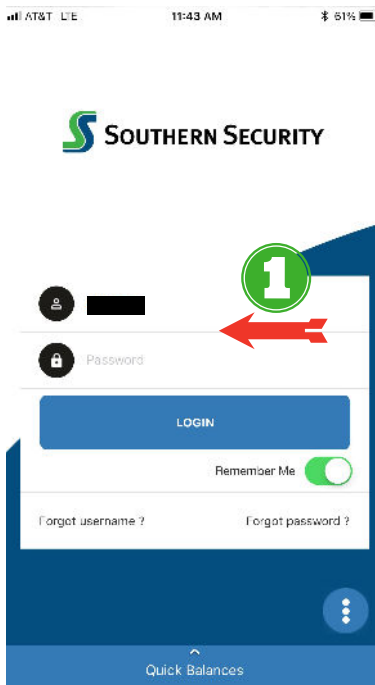 AT&T LTE 11:43 AM 61%
SOUTHERN SECURITY
1
Password
LOGIN
Remember Me
Forgot username ? Forgot password ?
Quick Balances